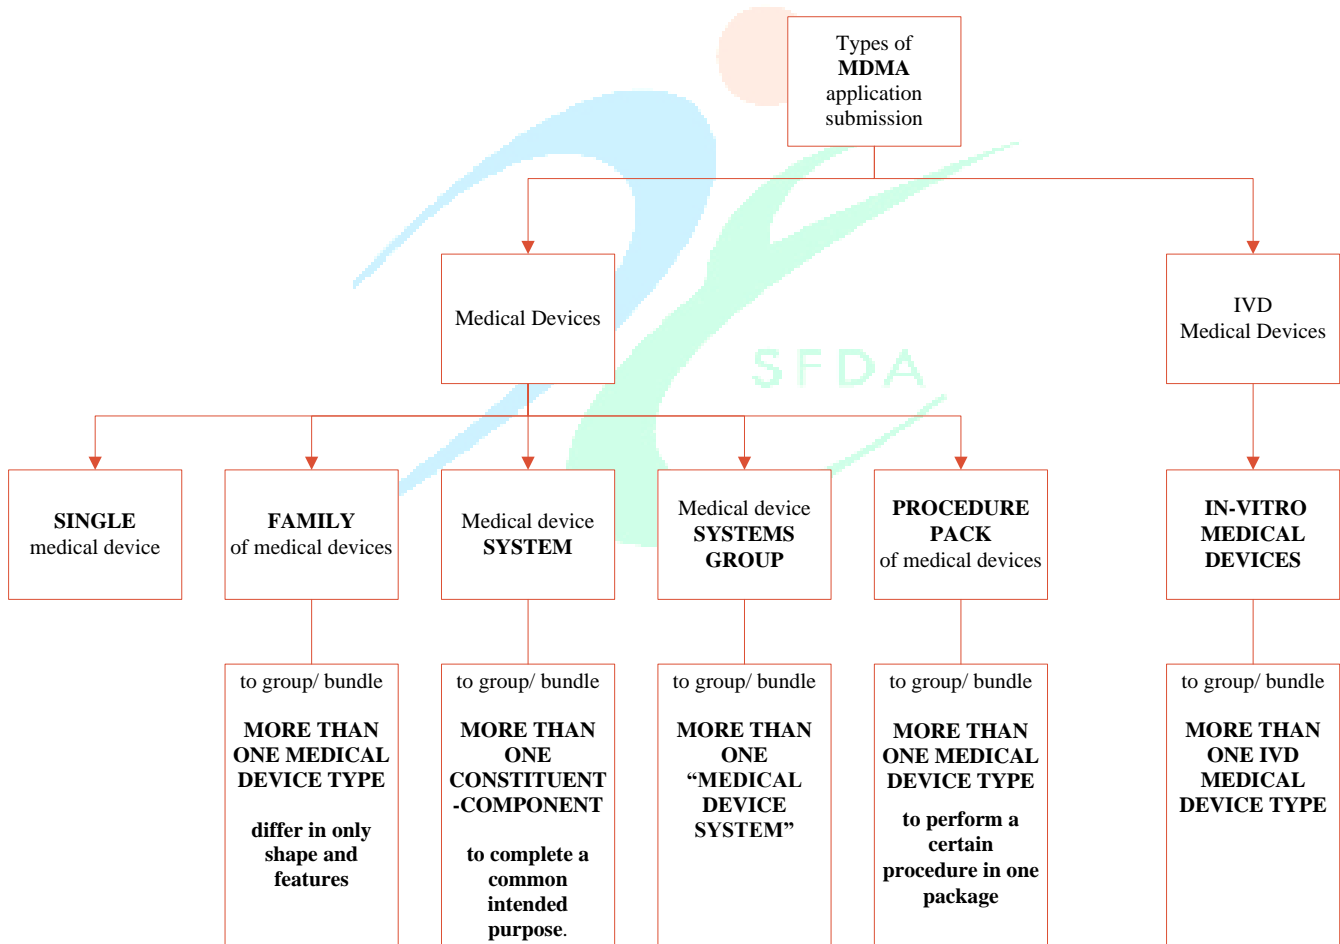 Types of
MDMA
application
submission
Medical Devices
IVD
Medical Devices
SFDA
SINGLE
medical device
FAMILY
of medical devices
Medical device
SYSTEM
Medical device
SYSTEMS
GROUP
PROCEDURE
PACK
of medical devices
IN-VITRO
MEDICAL
DEVICES
to group/ bundle
MORE THAN
ONE MEDICAL
DEVICE TYPE
differ in only
shape and
features
to group/ bundle
MORE THAN
ONE
CONSTITUENT
-COMPONENT
to complete a
common
intended
purpose.
to group/ bundle
MORE THAN
ONE
“MEDICAL
DEVICE
SYSTEM”
to group/ bundle
MORE THAN
ONE MEDICAL
DEVICE TYPE
to perform a
certain
procedure in one
package
to group/ bundle
MORE THAN
ONE IVD
MEDICAL
DEVICE TYPE